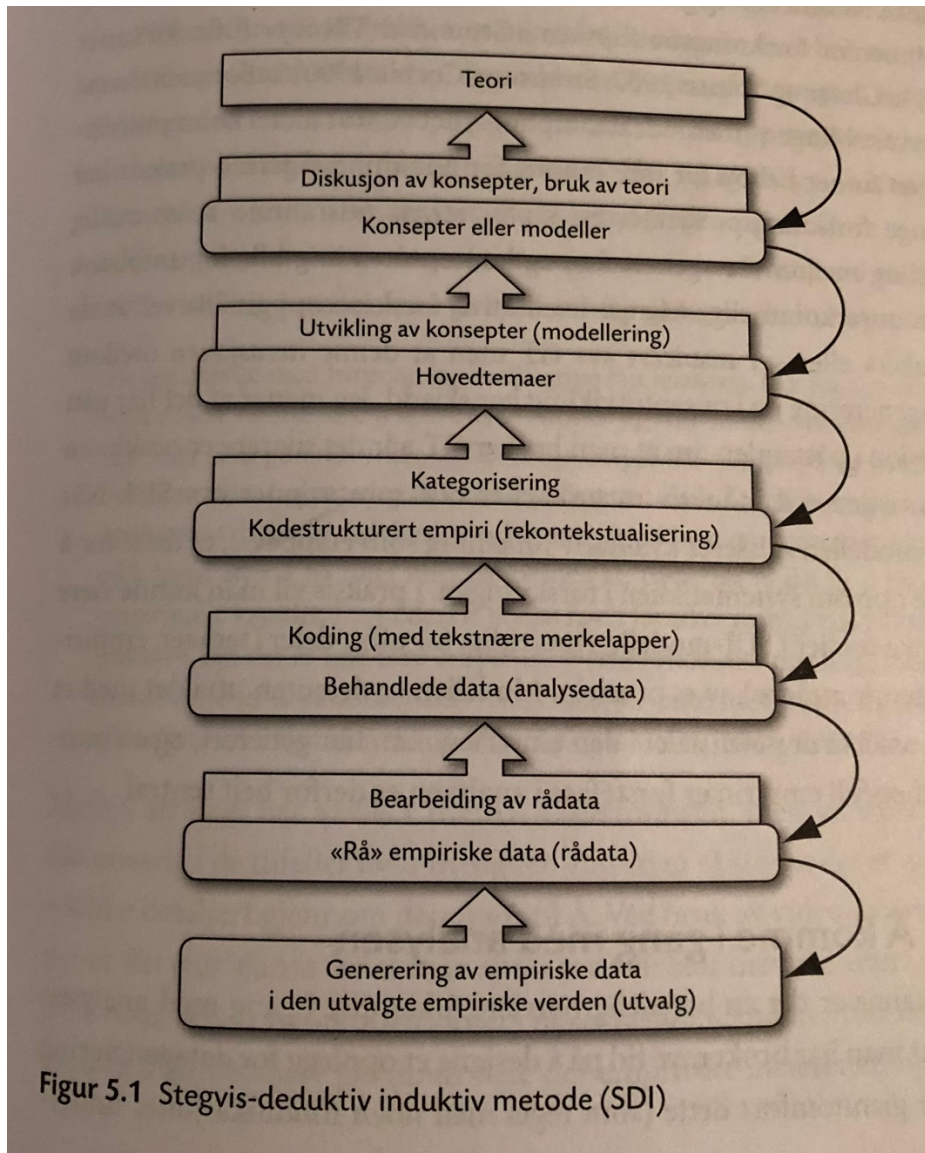 Teori
Diskusjon av konsepter, bruk av teori
Konsepter eller modeller
Utvikling av konsepter (modellering)
Hovedtemaer
Kategorisering
Kodestrukturert empiri (rekontekstualisering)
Koding (med tekstnære merkelapper)
Behandlede data (analysedata)
Bearbeiding av rådata
«Rå» empiriske data (rådata)
Generering av empiriske data
i den utvalgte empiriske verden (utvalg)
Figur 5.1 Stegvis-deduktiv induktiv metode (SDI)